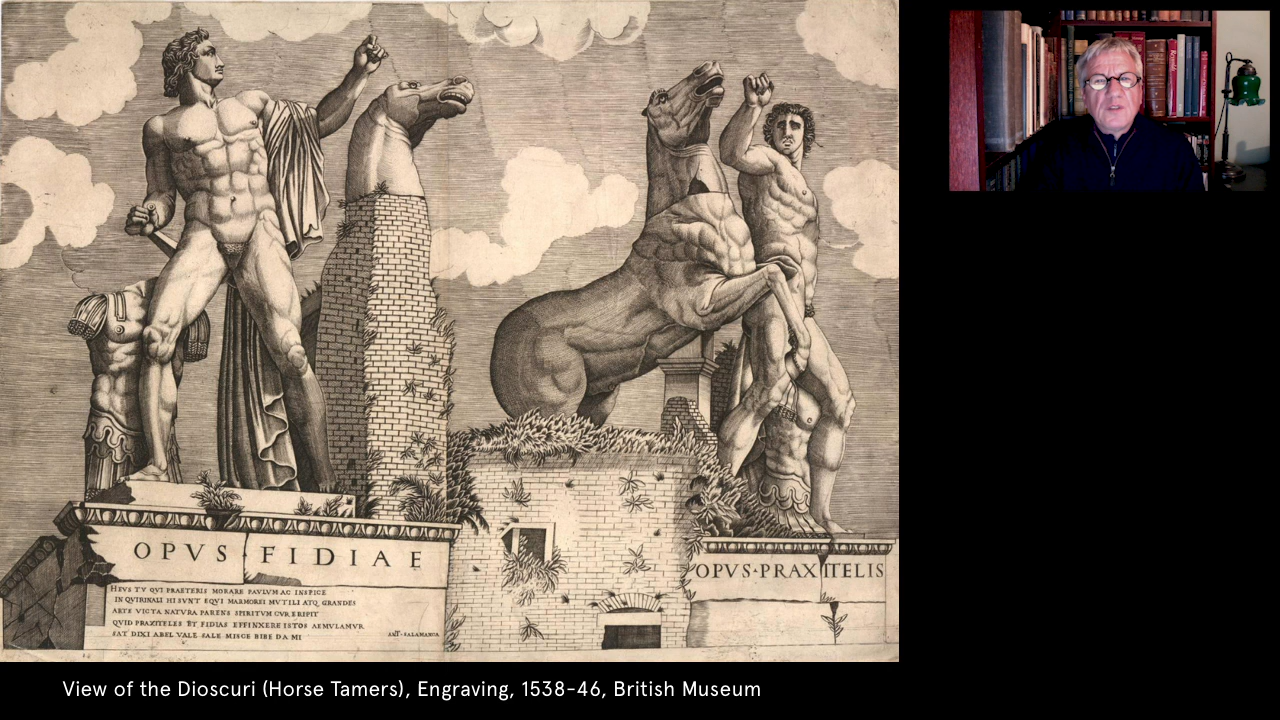 OPVS FIDIAE
HEVS TV QVI PRAETERIS MORARE PAVLVM AC INSPICE
IN QVIRINALI HI SVNT EQVI MARMOREI MVTILI ATQ, GRANDES
ARTE VICTA NATVRA PARENS SPIRITVM CVR ERIPIT
QVID PRAXITELES ET FIDIAS EFFINXERE ISTOS AEMVLAMVR
SAT DIXI ABEL VALE SALE MISCE BIBE DA MI
ANT·SALAMANCA
OPVS·PRAXITELIS
View of the Dioscuri (Horse Tamers), Engraving, 1538-46, British Museum